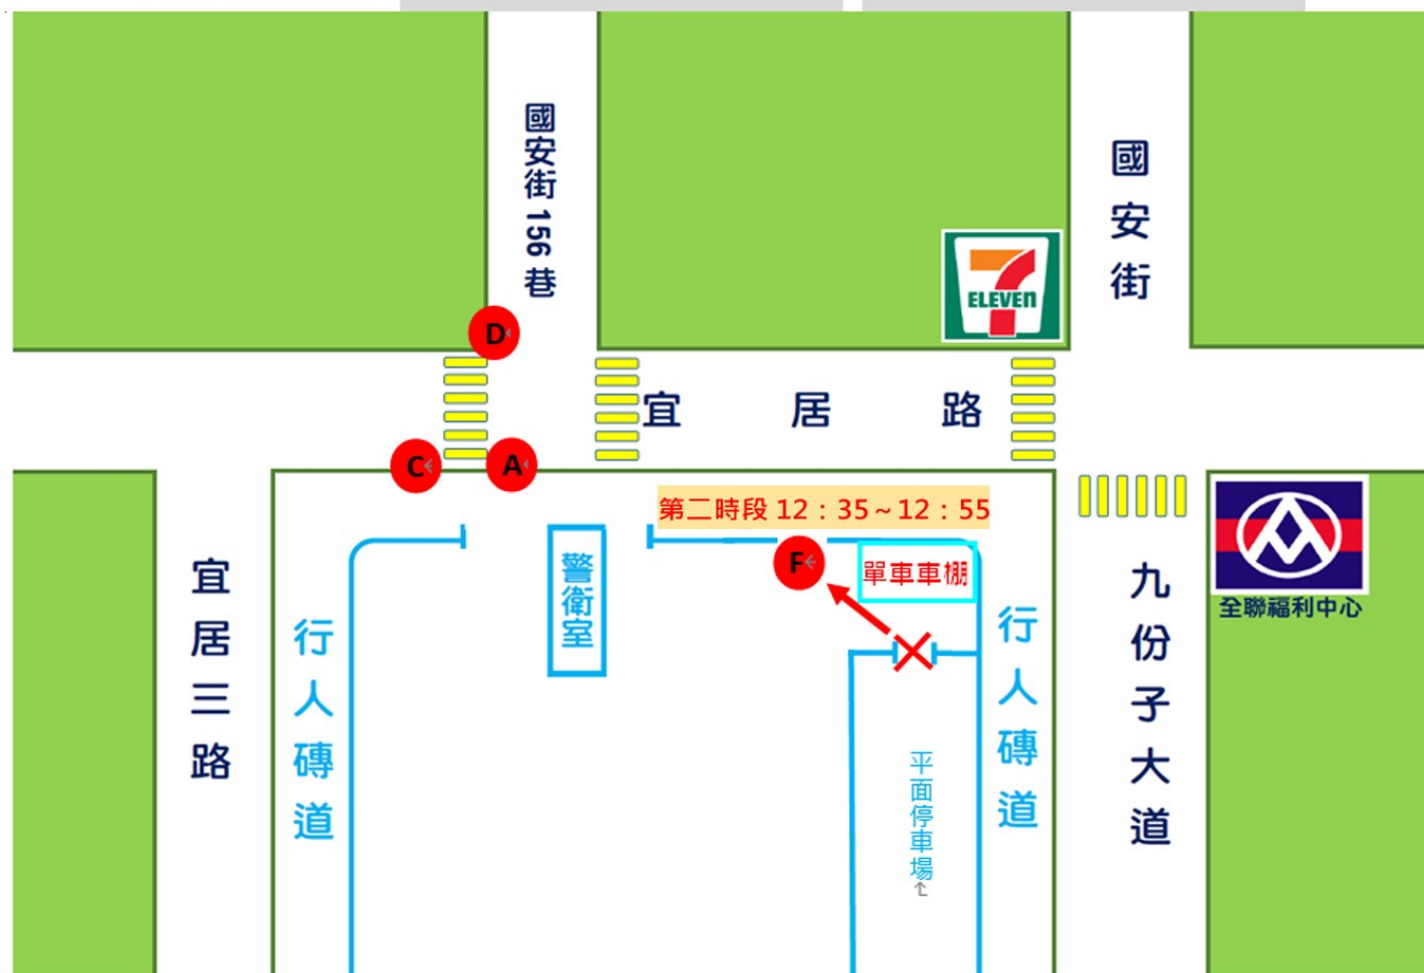 國安街156巷
國安街
7
ELEVEN
D
宜居路
C
A
第二時段 12：35～12：55
F
單車車棚
警衛室
全聯福利中心
宜居三路
行人磚道
行人磚道
九份子大道
平面停車場